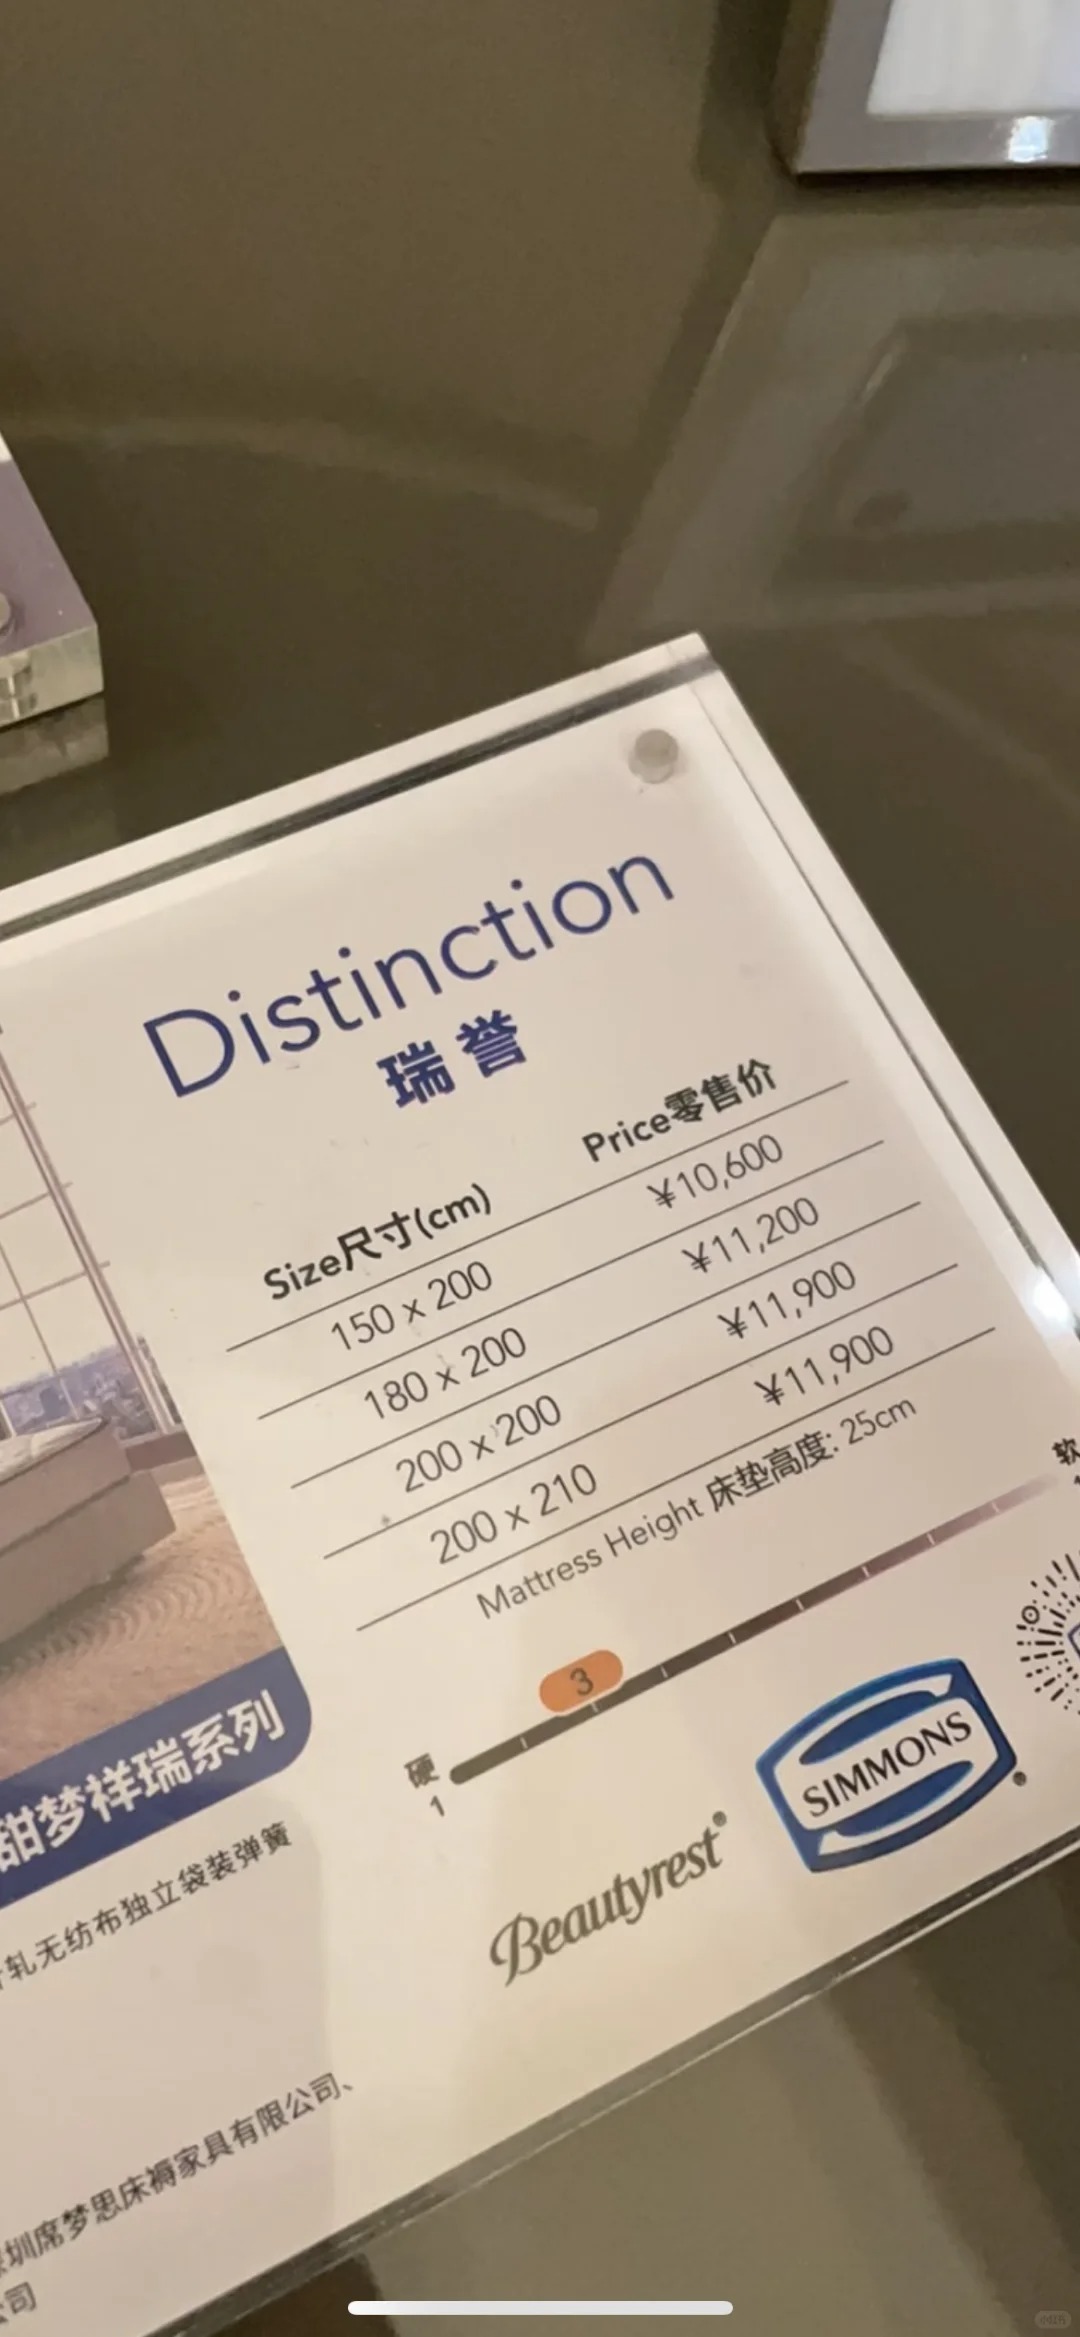 Distinction
瑞誉
Size尺寸(cm) Price零售价
150 x 200 ¥10,600
180 x 200 ¥11,200
200 x 200 ¥11,900
200 x 210 ¥11,900
Mattress Height 床垫高度: 25cm
软
3
硬
1
Beautyrest®
SIMMONS®
甜梦祥瑞系列
轧无纺布独立袋装弹簧
圳席梦思床褥家具有限公司、
公司